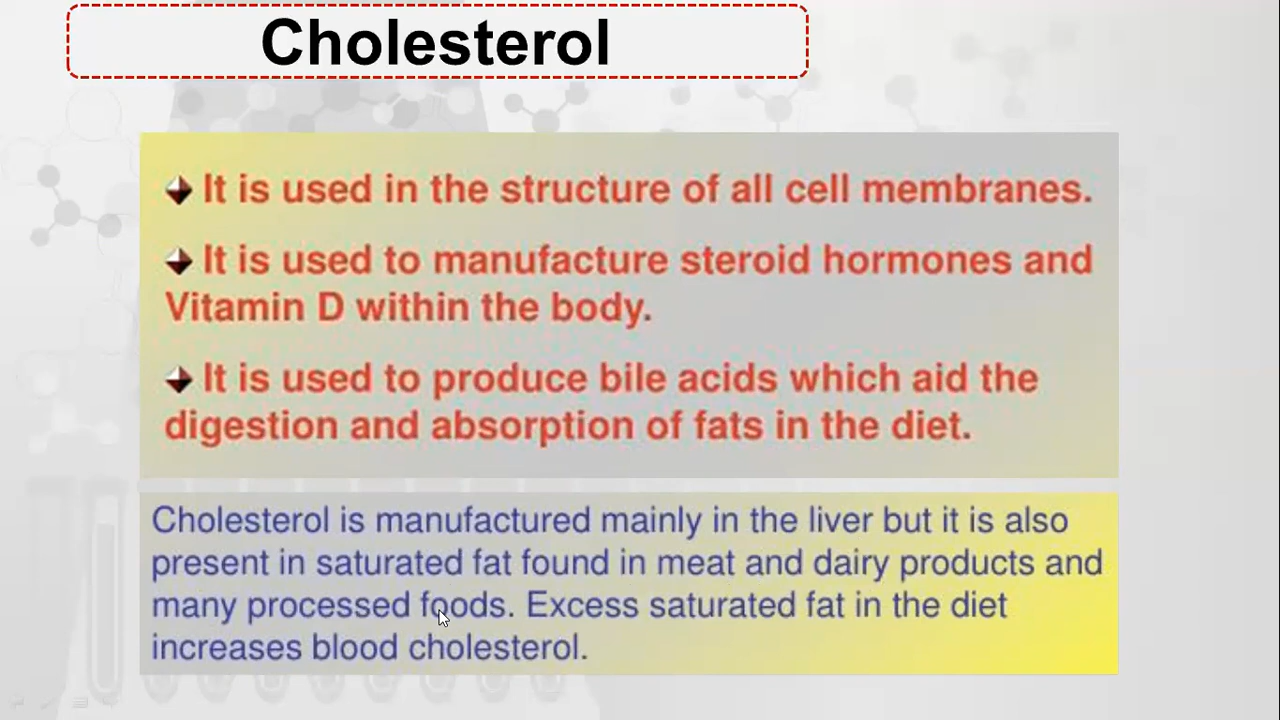 Cholesterol
It is used in the structure of all cell membranes.
It is used to manufacture steroid hormones and
Vitamin D within the body.
It is used to produce bile acids which aid the
digestion and absorption of fats in the diet.
Cholesterol is manufactured mainly in the liver but it is also
present in saturated fat found in meat and dairy products and
many processed foods. Excess saturated fat in the diet
increases blood cholesterol.